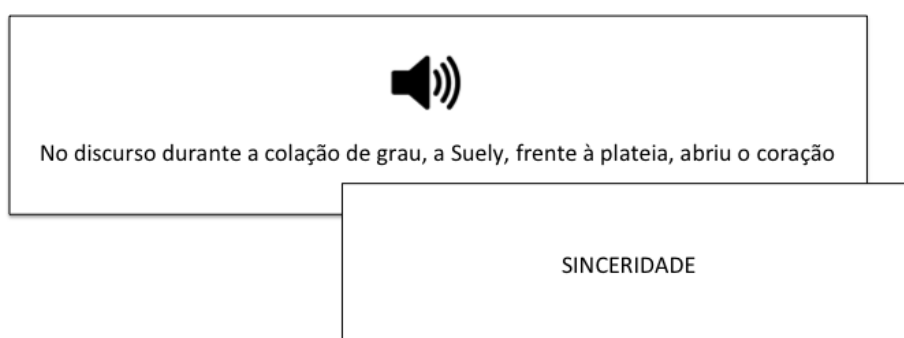 No discurso durante a colação de grau, a Suely, frente à plateia, abriu o coração
SINCERIDADE